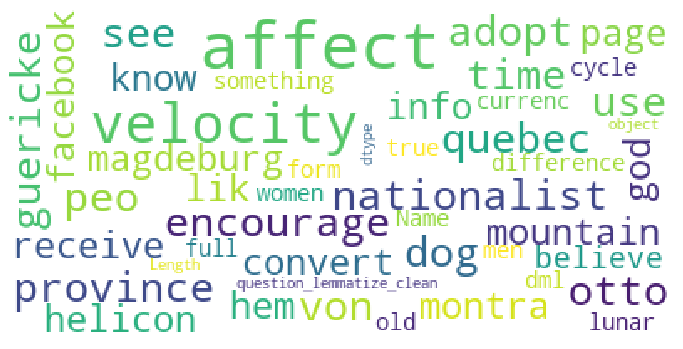 guericke
facebook
see
affect
adopt
page
know
something
time
cycle
velocity
info
currenc
use
object
magdeburg
dtype
true
quebec
difference
god
peo
lik
form
women
nationalist
encourage
Name
mountain
receive
full
convert
dog
men
believe
Length
province
question_lemmatize_clean
dml
otto
helicon
hem
von
montra
old
lunar